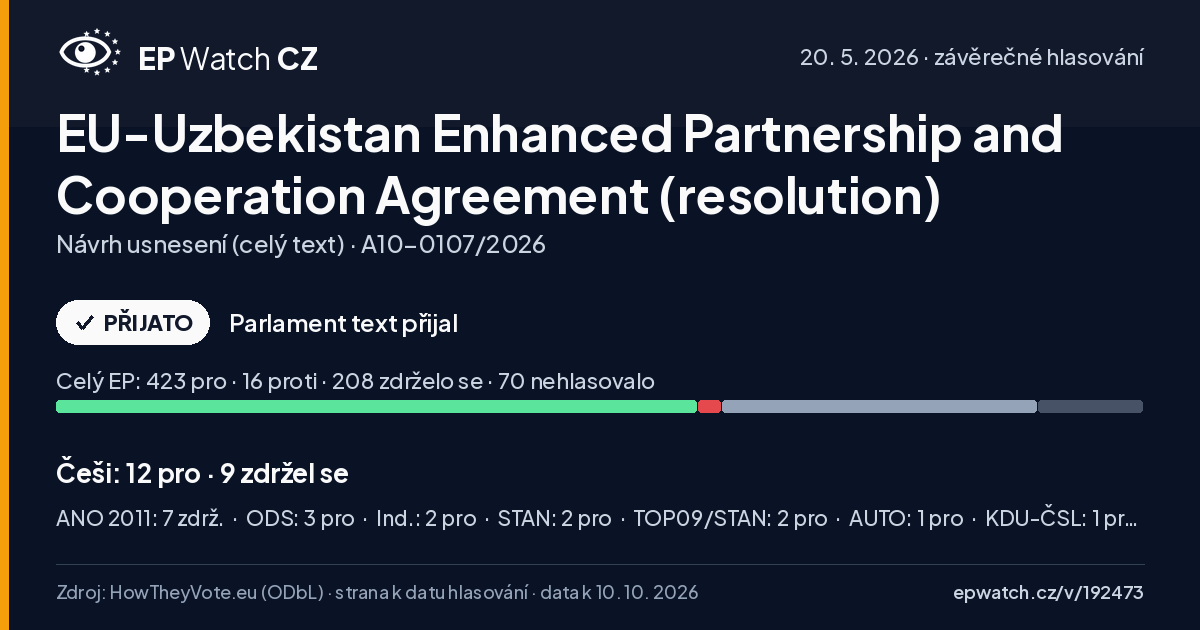 EP Watch CZ
20. 5. 2026 · závěrečné hlasování
EU-Uzbekistan Enhanced Partnership and
Cooperation Agreement (resolution)
Návrh usnesení (celý text) · A10-0107/2026
✓ PŘIJATO
Parlament text přijal
Celý EP: 423 pro · 16 proti · 208 zdrželo se · 70 nehlasovalo
Češi: 12 pro · 9 zdržel se
ANO 2011: 7 zdrž. · ODS: 3 pro · Ind.: 2 pro · STAN: 2 pro · TOP09/STAN: 2 pro · AUTO: 1 pro · KDU-ČSL: 1 pr…
Zdroj: HowTheyVote.eu (ODbL) · strana k datu hlasování · data k 10. 10. 2026
epwatch.cz/v/192473